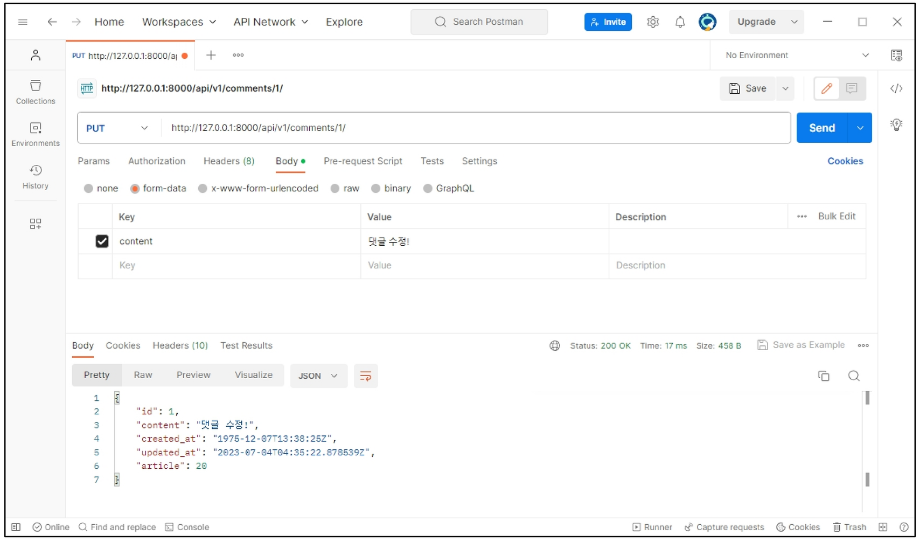 Home Workspaces API Network Explore Search Postman Invite Upgrade
PUT http://127.0.0.1:8000/ap No Environment
http://127.0.0.1:8000/api/v1/comments/1/ Save
PUT http://127.0.0.1:8000/api/v1/comments/1/ Send
Params Authorization Headers (8) Body Pre-request Script Tests Settings Cookies
none form-data x-www-form-urlencoded raw binary GraphQL
Key Value Description Bulk Edit
content 댓글 수정!
Key Value Description
Collections
Environments
History
Body Cookies Headers (10) Test Results Status: 200 OK Time: 17 ms Size: 458 B Save as Example
Pretty Raw Preview Visualize JSON
1 {
2 "id": 1,
3 "content": "댓글 수정!",
4 "created_at": "1975-12-07T13:38:25Z",
5 "updated_at": "2023-07-04T04:35:22.878539Z",
6 "article": 20
7 }
Online Find and replace Console Runner Capture requests Cookies Trash